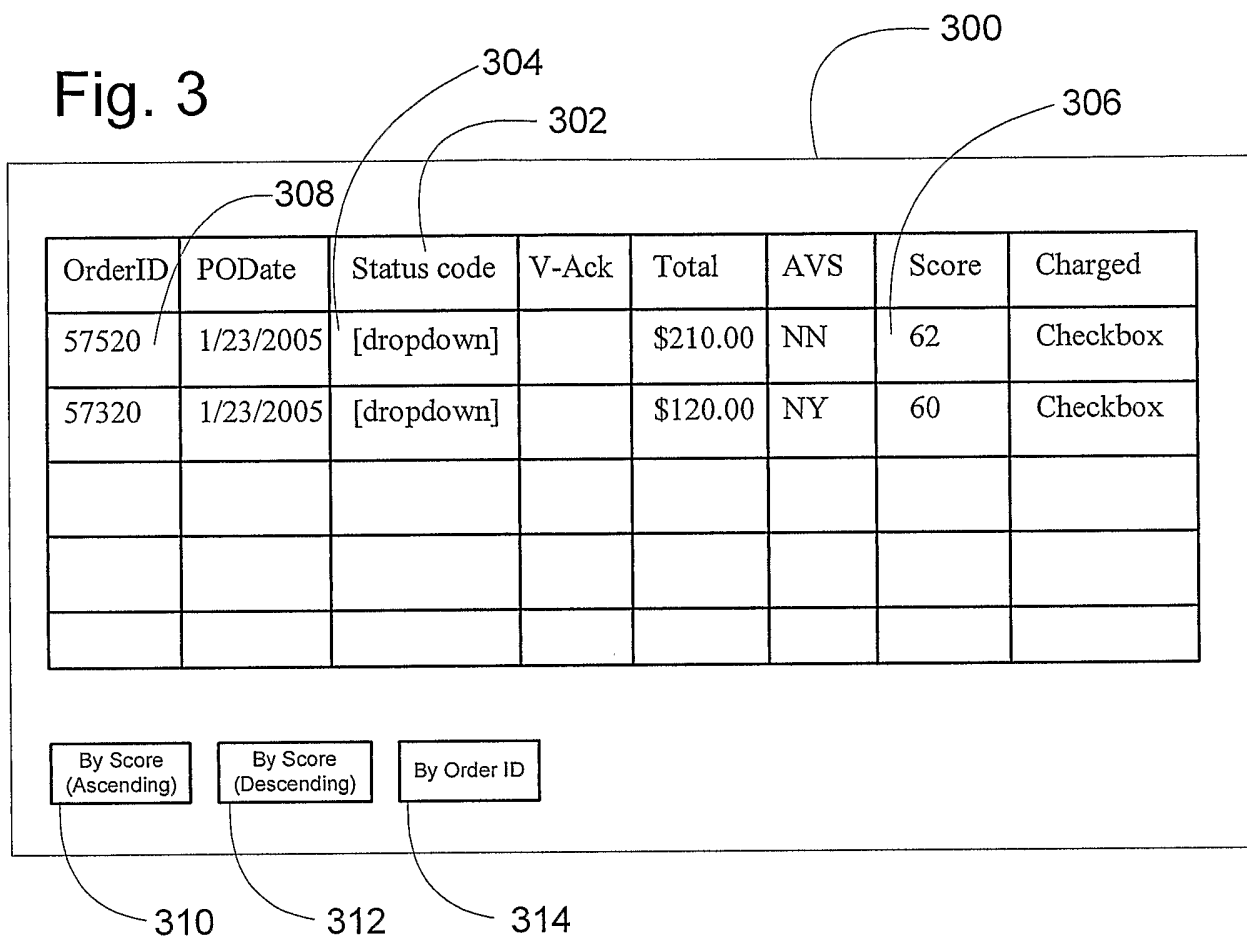 300
304
Fig. 3
302
306
308
OrderID PODate Status code V-Ack Total AVS Score Charged
57520 1/23/2005 [dropdown] $210.00 NN 62 Checkbox
57320 1/23/2005 [dropdown] $120.00 NY 60 Checkbox
By Score
(Ascending)
By Score
(Descending)
By Order ID
310
312
314